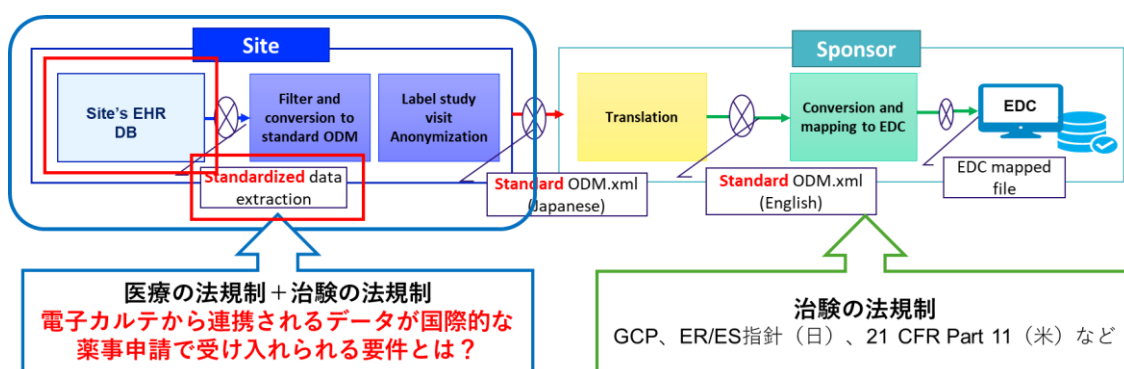 Site
Sponsor
Site's EHR
DB
Filter and
conversion to
standard ODM
Label study
visit
Anonymization
Translation
Conversion and
mapping to EDC
EDC
Standardized data
extraction
Standard ODM.xml
(Japanese)
Standard ODM.xml
(English)
EDC mapped
file
医療の法規制＋治験の法規制
電子カルテから連携されるデータが国際的な
薬事申請で受け入れられる要件とは？
治験の法規制
GCP、ER/ES指針（日）、21 CFR Part 11（米）など